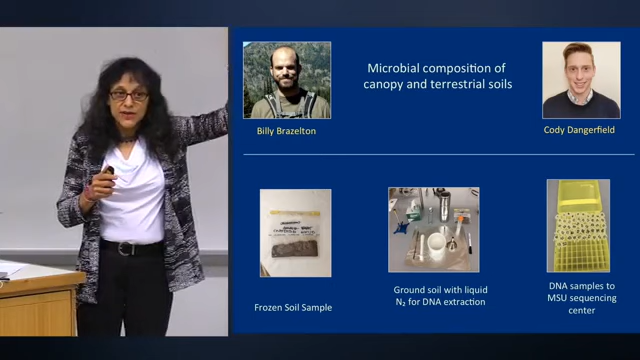 Microbial composition of
canopy and terrestrial soils
Billy Brazelton
Cody Dangerfield
Frozen Soil Sample
Ground soil with liquid
N₂ for DNA extraction
DNA samples to
MSU sequencing
center